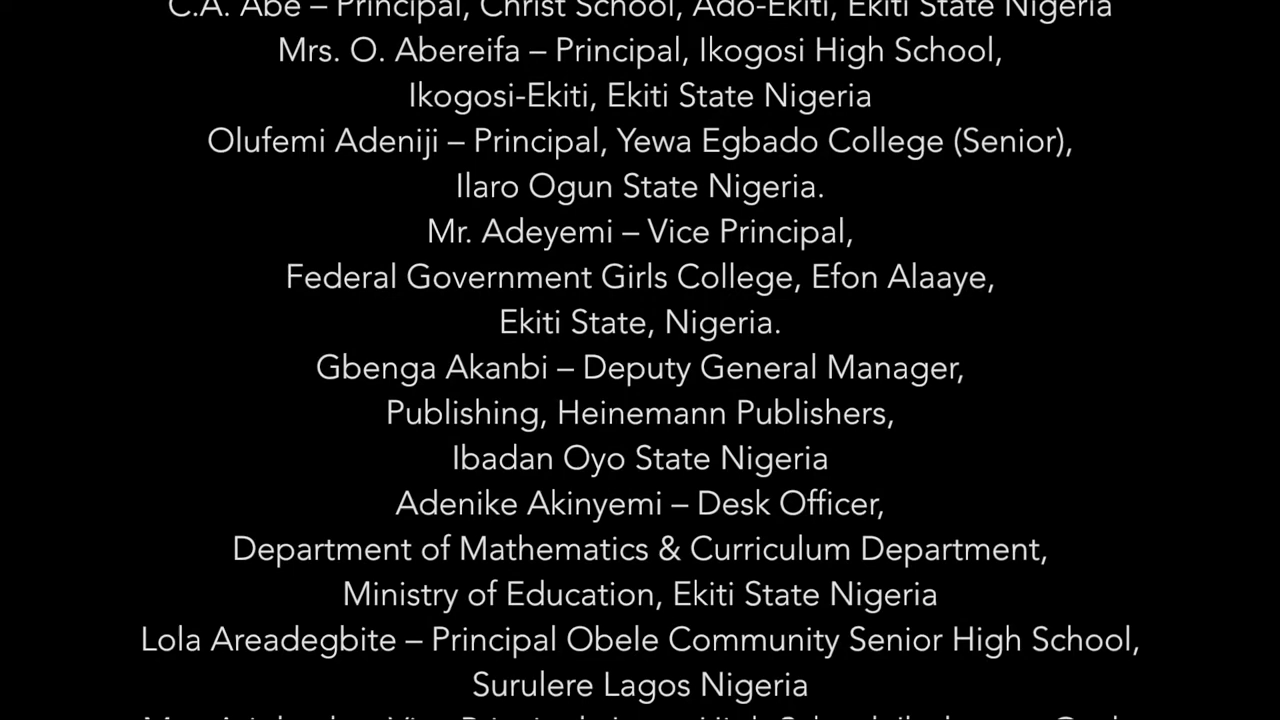 C.A. Abe – Principal, Christ School, Ado-Ekiti, Ekiti State Nigeria
Mrs. O. Abereifa – Principal, Ikogosi High School,
Ikogosi-Ekiti, Ekiti State Nigeria
Olufemi Adeniji – Principal, Yewa Egbado College (Senior),
Ilaro Ogun State Nigeria.
Mr. Adeyemi – Vice Principal,
Federal Government Girls College, Efon Alaaye,
Ekiti State, Nigeria.
Gbenga Akanbi – Deputy General Manager,
Publishing, Heinemann Publishers,
Ibadan Oyo State Nigeria
Adenike Akinyemi – Desk Officer,
Department of Mathematics & Curriculum Department,
Ministry of Education, Ekiti State Nigeria
Lola Areadegbite – Principal Obele Community Senior High School,
Surulere Lagos Nigeria